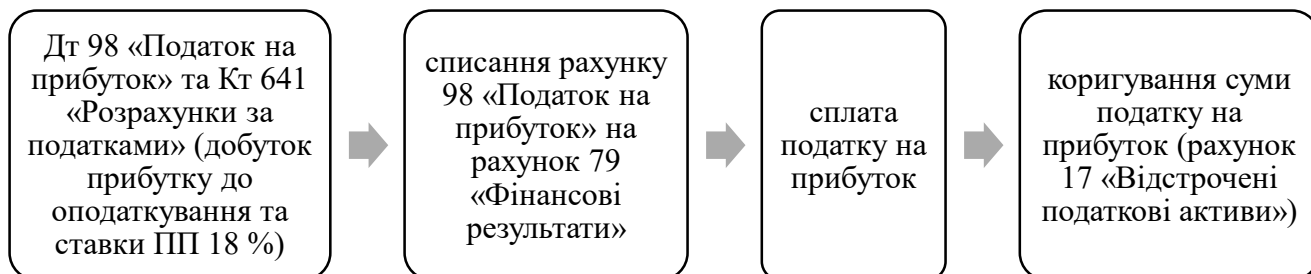 Дт 98 «Податок на
прибуток» та Кт 641
«Розрахунки за
податками» (добуток
прибутку до
оподаткування та
ставки ПП 18 %)
списання рахунку
98 «Податок на
прибуток» на
рахунок 79
«Фінансові
результати»
сплата
податку на
прибуток
коригування суми
податку на
прибуток (рахунок
17 «Відстрочені
податкові активи»)